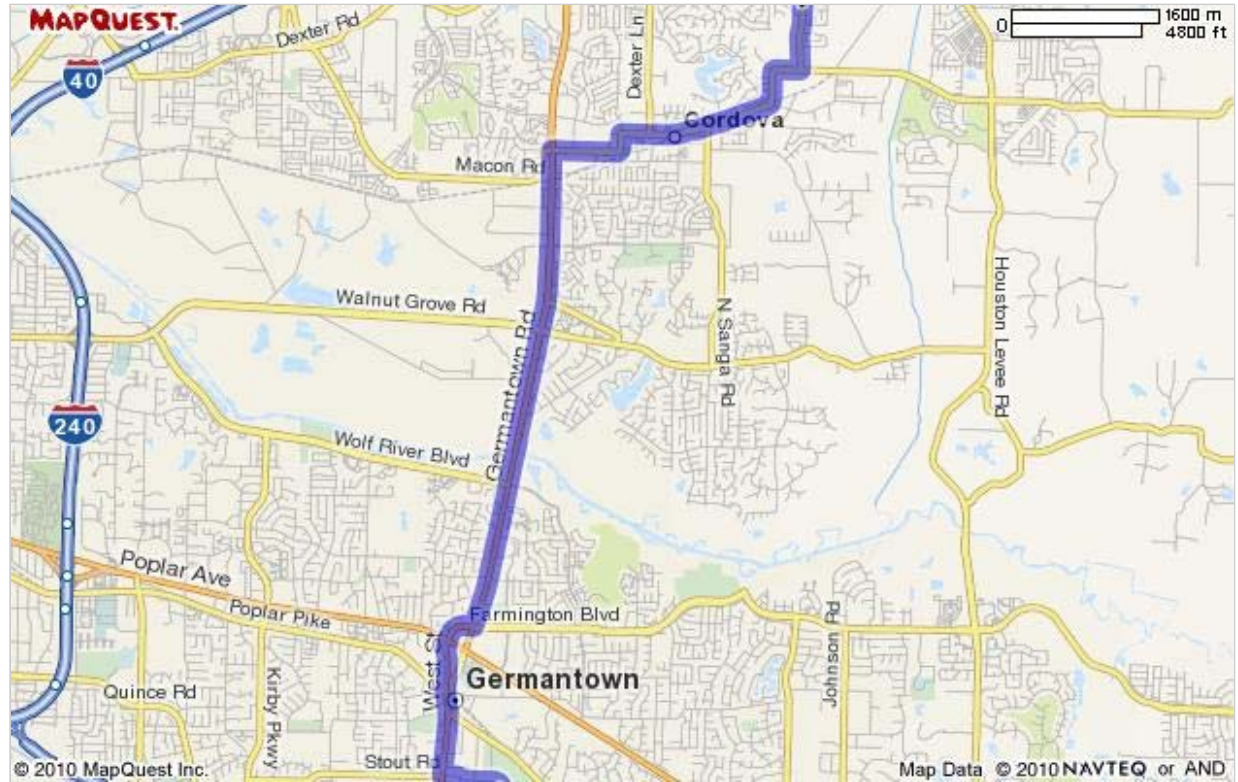 MAPQUEST.
Dexter Rd
40
Dexter Ln
0
1600 m
4800 ft
Cordova
Macon Rd
Walnut Grove Rd
Germantown Rd
N Sanga Rd
Houston Levee Rd
240
Wolf River Blvd
Poplar Ave
Poplar Pike
Farmington Blvd
West St
Germantown
Johnson Rd
Quince Rd
Kirby Pkwy
Stout Rd
© 2010 MapQuest Inc.
Map Data © 2010 NAVTEQ or AND